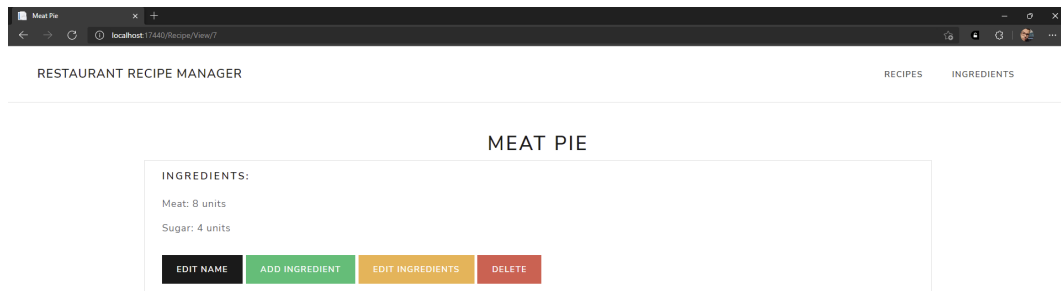 Meat Pie
localhost:17440/Recipe/View/7
RESTAURANT RECIPE MANAGER
RECIPES INGREDIENTS
MEAT PIE
INGREDIENTS:
Meat: 8 units
Sugar: 4 units
EDIT NAME ADD INGREDIENT EDIT INGREDIENTS DELETE